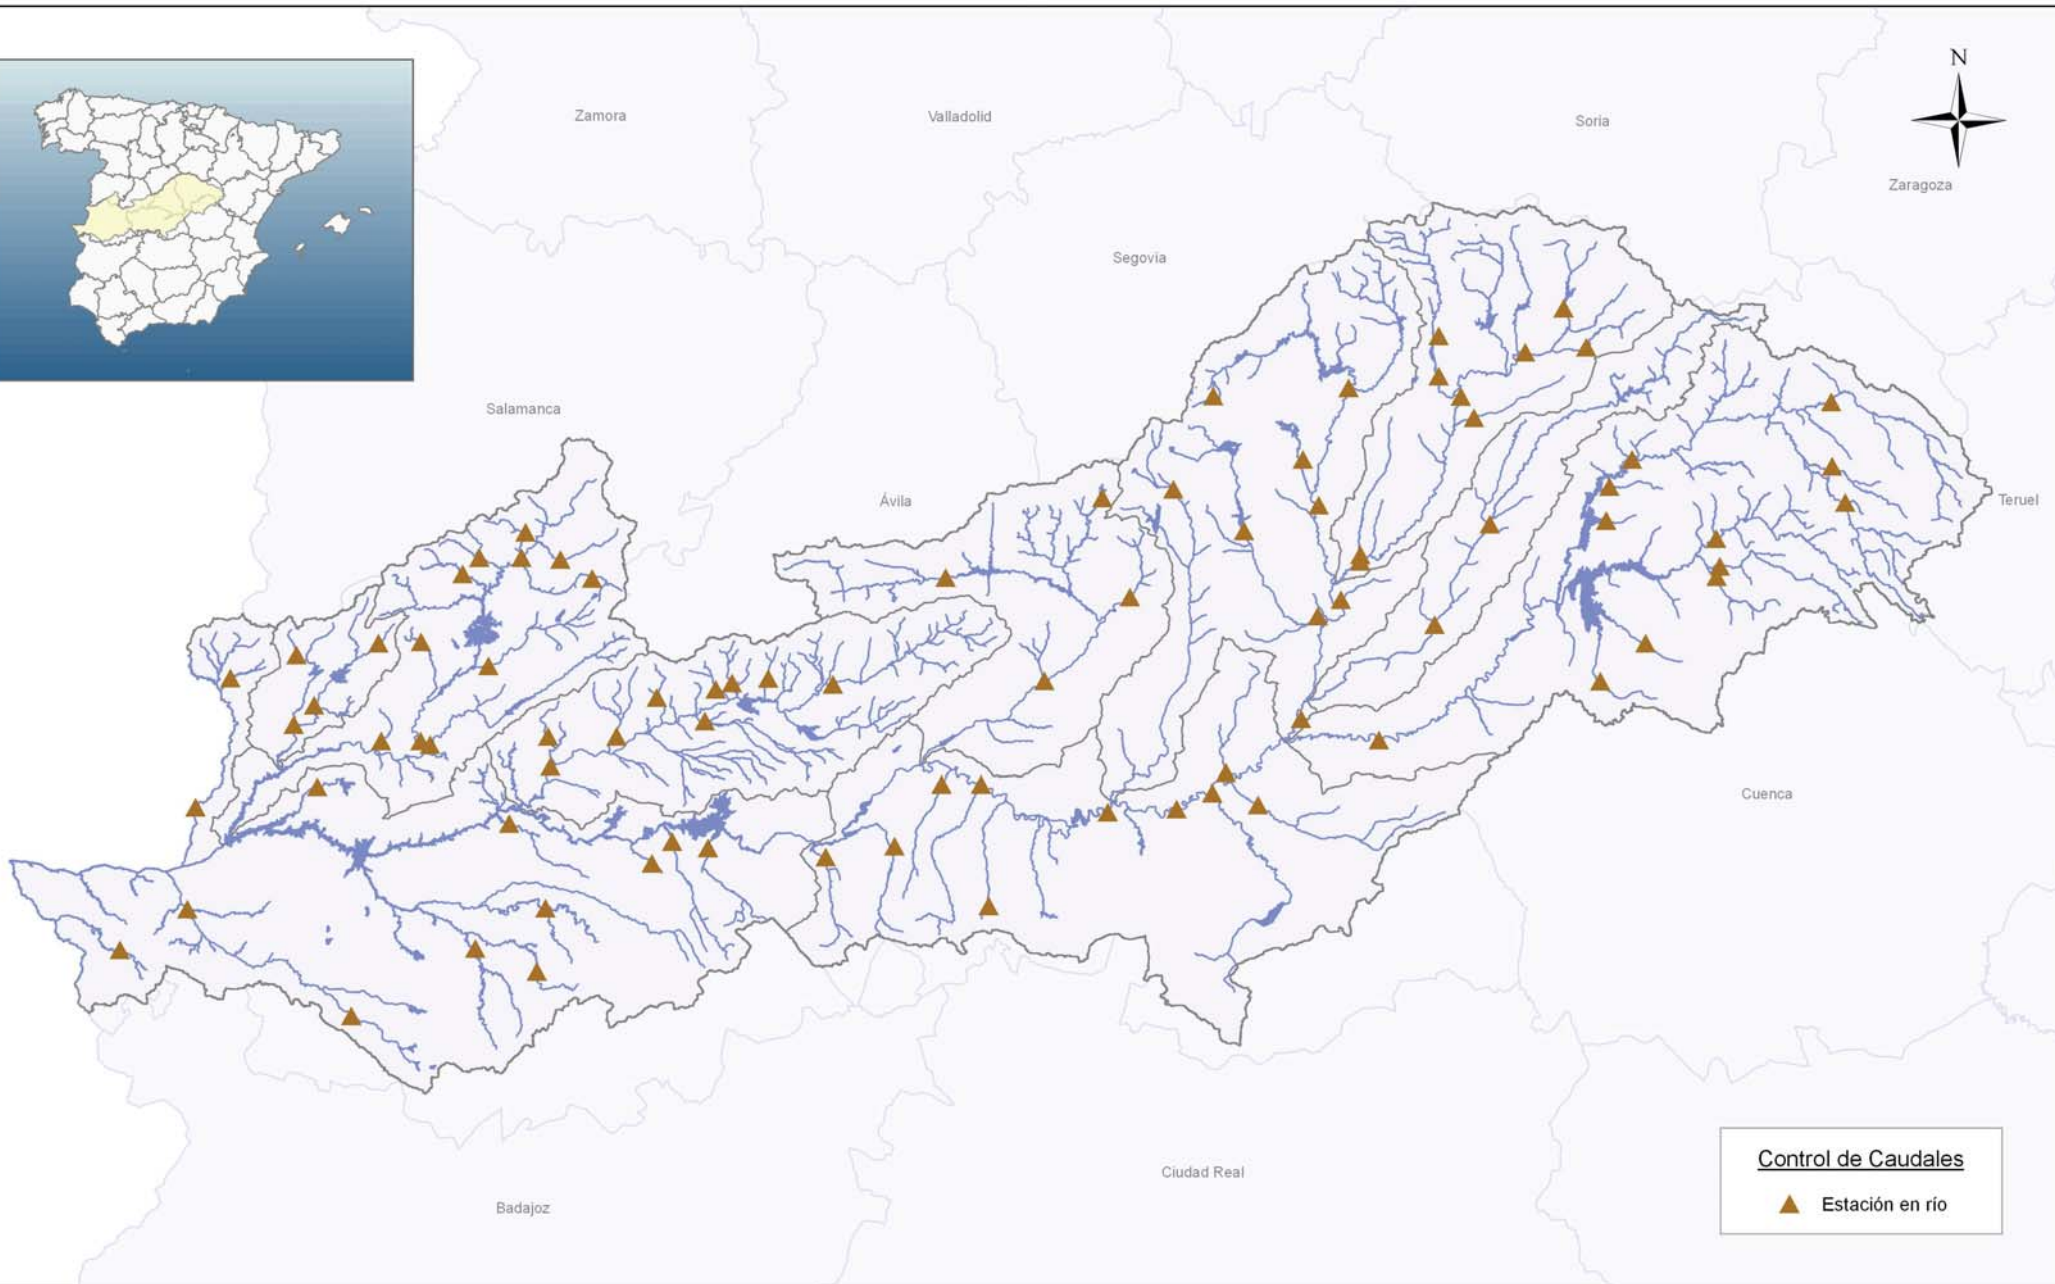 N
Zamora
Valladolid
Soria
Zaragoza
Segovia
Salamanca
Ávila
Teruel
Cuenca
Ciudad Real
Badajoz
Control de Caudales
Estación en río